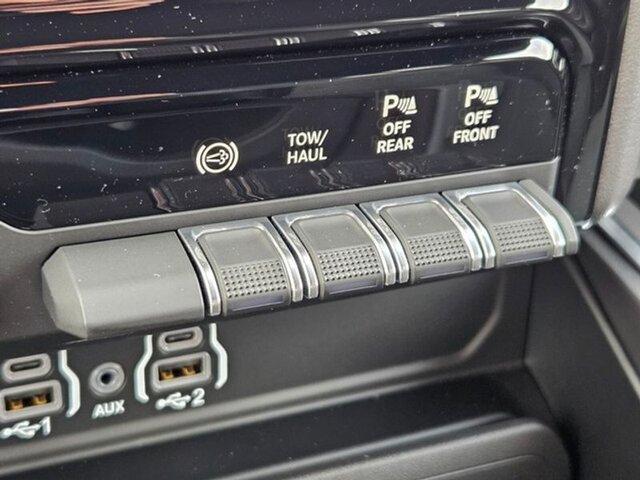 TOW/
HAUL
P
OFF
REAR
P
OFF
FRONT
1
AUX
2